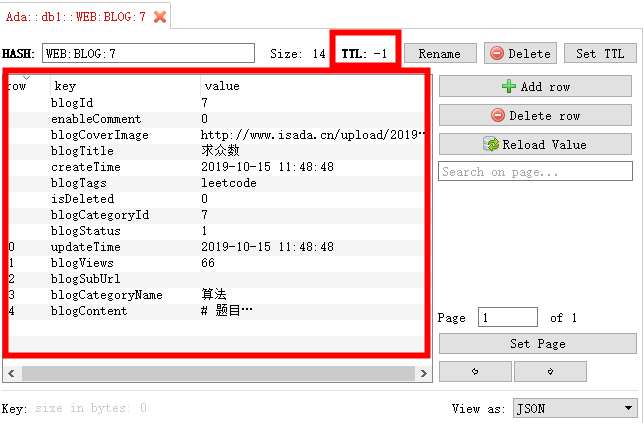 Ada::db1::WEB:BLOG:7
HASH: WEB:BLOG:7 Size: 14 TTL: -1 Rename Delete Set TTL
row key value
blogId 7
enableComment 0
blogCoverImage http://www.isada.cn/upload/2019…
blogTitle 求众数
createTime 2019-10-15 11:48:48
blogTags leetcode
isDeleted 0
blogCategoryId 7
blogStatus 1
0 updateTime 2019-10-15 11:48:48
1 blogViews 66
2 blogSubUrl
3 blogCategoryName 算法
4 blogContent # 题目…
Add row
Delete row
Reload Value
Search on page...
Page 1 of 1
Set Page
Key: size in bytes: 0 View as: JSON